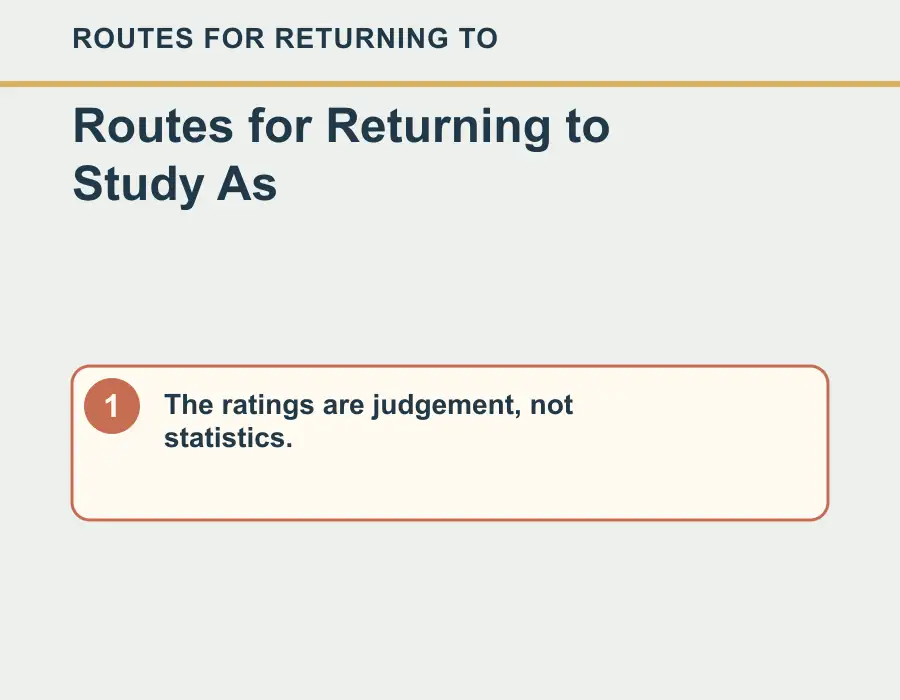 ROUTES FOR RETURNING TO
Routes for Returning to
Study As
1
The ratings are judgement, not
statistics.